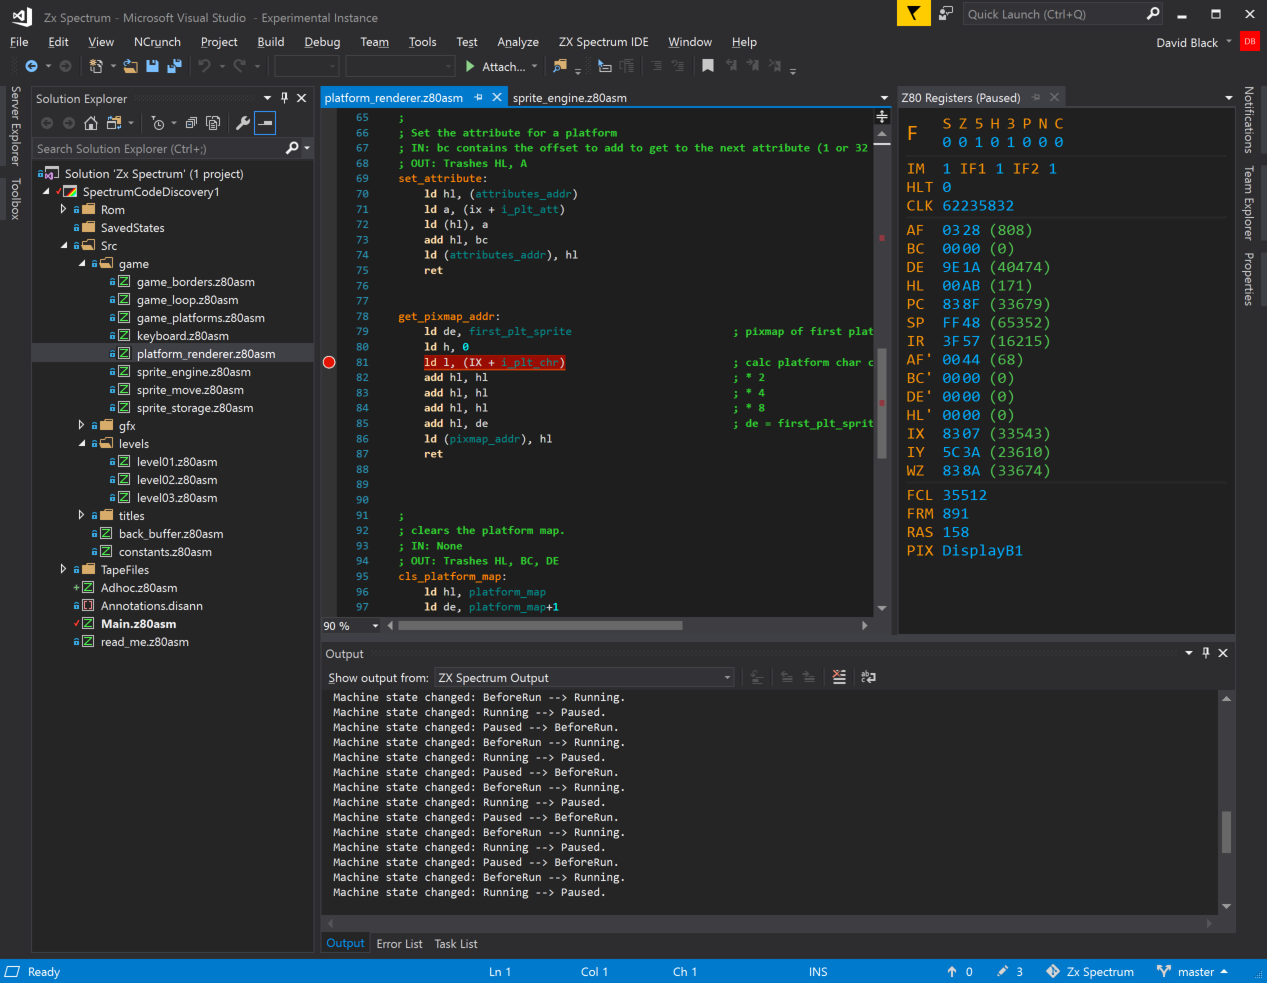 Zx Spectrum - Microsoft Visual Studio - Experimental Instance
Quick Launch (Ctrl+Q)
File Edit View NCrunch Project Build Debug Team Tools Test Analyze ZX Spectrum IDE Window Help
David Black DB
Attach...
Server Explorer
Toolbox
Solution Explorer
Search Solution Explorer (Ctrl+;)
Solution 'Zx Spectrum' (1 project)
SpectrumCodeDiscovery1
Rom
SavedStates
Src
game
game_borders.z80asm
game_loop.z80asm
game_platforms.z80asm
keyboard.z80asm
platform_renderer.z80asm
sprite_engine.z80asm
sprite_move.z80asm
sprite_storage.z80asm
gfx
levels
level01.z80asm
level02.z80asm
level03.z80asm
titles
back_buffer.z80asm
constants.z80asm
TapeFiles
Adhoc.z80asm
Annotations.disann
Main.z80asm
read_me.z80asm
platform_renderer.z80asm sprite_engine.z80asm
65 ;
66 ; Set the attribute for a platform
67 ; IN: bc contains the offset to add to get to the next attribute (1 or 32
68 ; OUT: Trashes HL, A
69 set_attribute:
70 ld hl, (attributes_addr)
71 ld a, (ix + i_plt_att)
72 ld (hl), a
73 add hl, bc
74 ld (attributes_addr), hl
75 ret
76
77
78 get_pixmap_addr:
79 ld de, first_plt_sprite ; pixmap of first plat
80 ld h, 0
81 ld l, (IX + i_plt_chr) ; calc platform char c
82 add hl, hl ; * 2
83 add hl, hl ; * 4
84 add hl, hl ; * 8
85 add hl, de ; de = first_plt_sprit
86 ld (pixmap_addr), hl
87 ret
88
89
90
91 ;
92 ; clears the platform map.
93 ; IN: None
94 ; OUT: Trashes HL, BC, DE
95 cls_platform_map:
96 ld hl, platform_map
97 ld de, platform_map+1
90 %
Z80 Registers (Paused)
S Z 5 H 3 P N C
F
0 0 1 0 1 0 0 0
IM 1 IF1 1 IF2 1
HLT 0
CLK 62235832
AF 0328 (808)
BC 0000 (0)
DE 9E1A (40474)
HL 00AB (171)
PC 838F (33679)
SP FF48 (65352)
IR 3F57 (16215)
AF' 0044 (68)
BC' 0000 (0)
DE' 0000 (0)
HL' 0000 (0)
IX 8307 (33543)
IY 5C3A (23610)
WZ 838A (33674)
FCL 35512
FRM 891
RAS 158
PIX DisplayB1
Notifications
Team Explorer
Properties
Output
Show output from: ZX Spectrum Output
Machine state changed: BeforeRun --> Running.
Machine state changed: Running --> Paused.
Machine state changed: Paused --> BeforeRun.
Machine state changed: BeforeRun --> Running.
Machine state changed: Running --> Paused.
Machine state changed: Paused --> BeforeRun.
Machine state changed: BeforeRun --> Running.
Machine state changed: Running --> Paused.
Machine state changed: Paused --> BeforeRun.
Machine state changed: BeforeRun --> Running.
Machine state changed: Running --> Paused.
Machine state changed: Paused --> BeforeRun.
Machine state changed: BeforeRun --> Running.
Machine state changed: Running --> Paused.
Output Error List Task List
Ready Ln 1 Col 1 Ch 1 INS 0 3 Zx Spectrum master